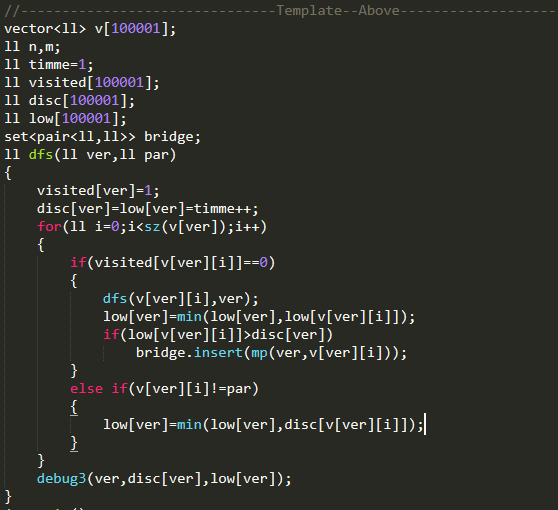 //-------------------------------Template--Above-------------------
vector<ll> v[100001];
ll n,m;
ll timme=1;
ll visited[100001];
ll disc[100001];
ll low[100001];
set<pair<ll,ll>> bridge;
ll dfs(ll ver,ll par)
{
    visited[ver]=1;
    disc[ver]=low[ver]=timme++;
    for(ll i=0;i<sz(v[ver]);i++)
    {
        if(visited[v[ver][i]]==0)
        {
            dfs(v[ver][i],ver);
            low[ver]=min(low[ver],low[v[ver][i]]);
            if(low[v[ver][i]]>disc[ver])
                bridge.insert(mp(ver,v[ver][i]));
        }
        else if(v[ver][i]!=par)
        {
            low[ver]=min(low[ver],disc[v[ver][i]]);
        }
    }
    debug3(ver,disc[ver],low[ver]);
}